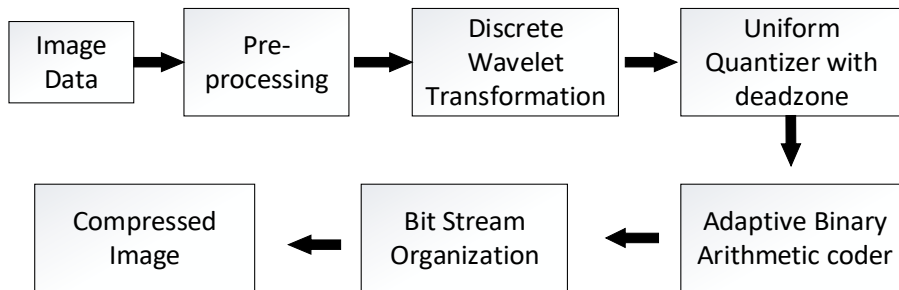 Image
Data
Pre-
processing
Discrete
Wavelet
Transformation
Uniform
Quantizer with
deadzone
Adaptive Binary
Arithmetic coder
Bit Stream
Organization
Compressed
Image